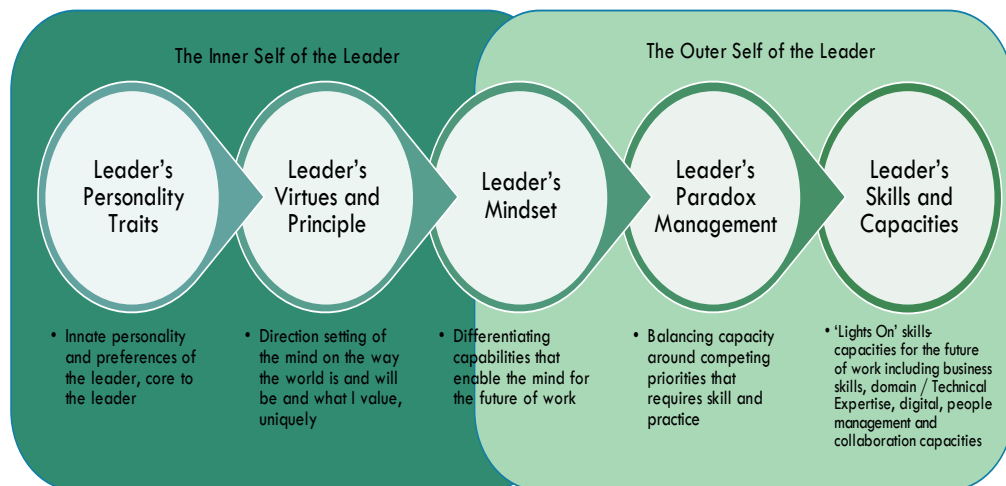 The Inner Self of the Leader
The Outer Self of the Leader
Leader's
Personality
Traits
Leader's
Virtues and
Principle
Leader's
Mindset
Leader's
Paradox
Management
Leader's
Skills and
Capacities
• Innate personality
and preferences of
the leader, core to
the leader
• Direction setting of
the mind on the way
the world is and will
be and what I value,
uniquely
• Differentiating
capabilities that
enable the mind for
the future of work
• Balancing capacity
around competing
priorities that
requires skill and
practice
• 'Lights On' skills-
capacities for the future
of work including business
skills, domain / Technical
Expertise, digital, people
management and
collaboration capacities